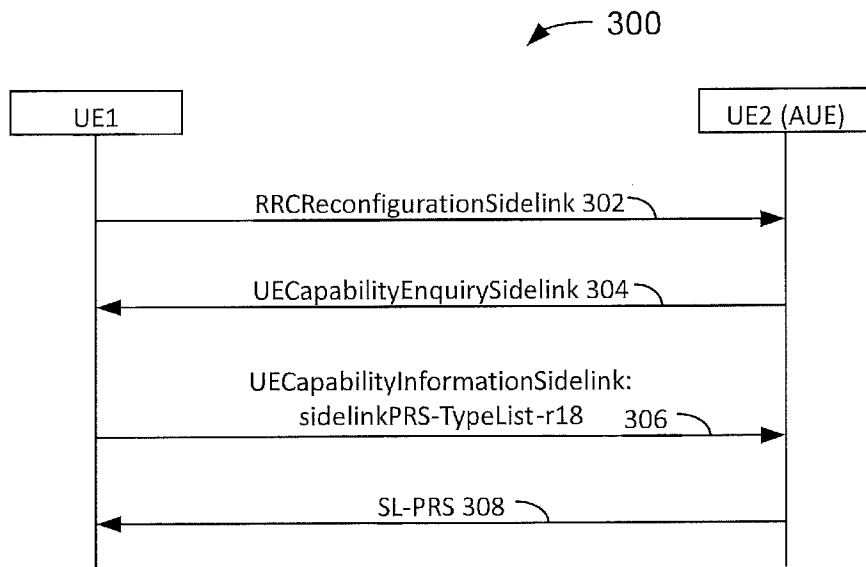 300
UE1
UE2 (AUE)
RRCReconfigurationSidelink 302
UECapabilityEnquirySidelink 304
UECapabilityInformationSidelink:
sidelinkPRS-TypeList-r18 306
SL-PRS 308